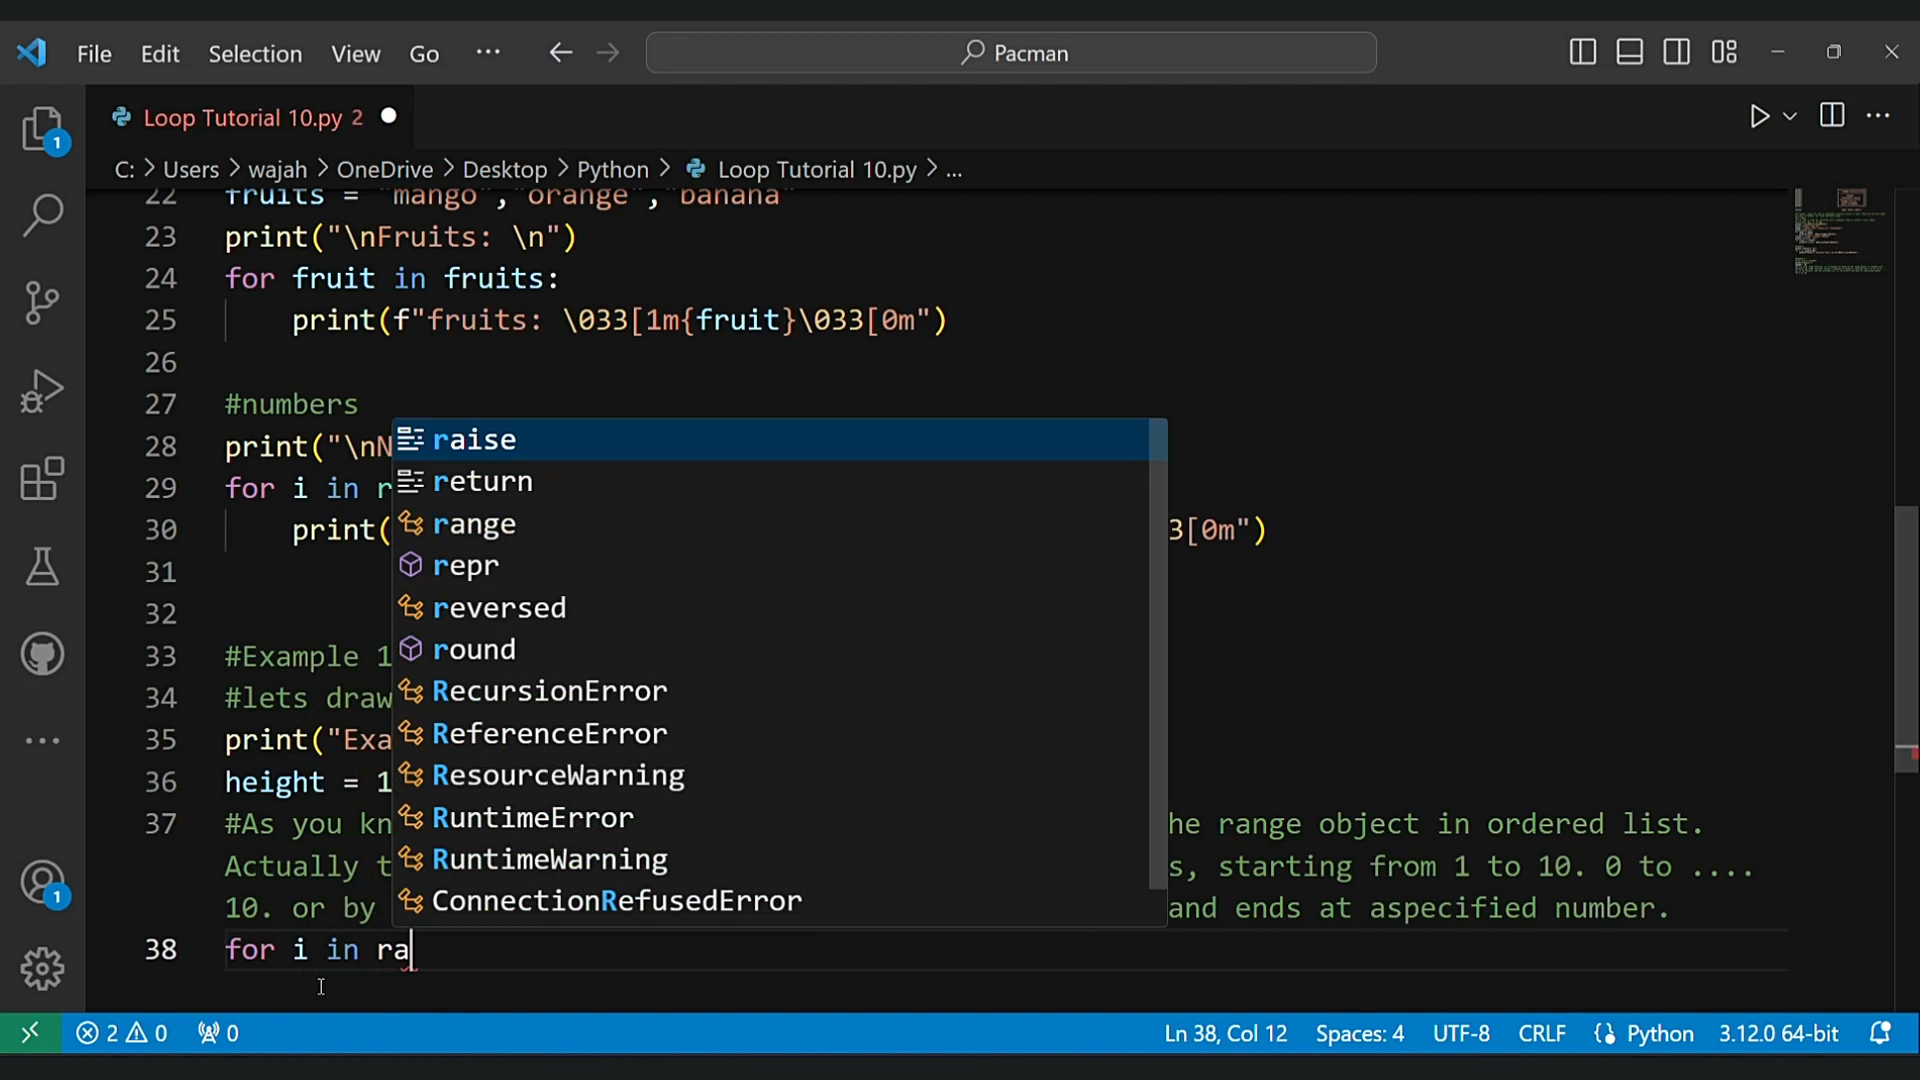 File Edit Selection View Go ··· Pacman
Loop Tutorial 10.py 2
C: > Users > wajah > OneDrive > Desktop > Python > Loop Tutorial 10.py > ...
22 fruits = "mango","orange","banana"
23 print("\nFruits: \n")
24 for fruit in fruits:
25 print(f"fruits: \033[1m{fruit}\033[0m")
26
27 #numbers
28 print("\nN
29 for i in r
30 print( 3[0m")
31
32
33 #Example 1
34 #lets draw
35 print("Exa
36 height = 1
37 #As you kn he range object in ordered list.
Actually t s, starting from 1 to 10. 0 to ....
10. or by and ends at aspecified number.
38 for i in ra
raise
return
range
repr
reversed
round
RecursionError
ReferenceError
ResourceWarning
RuntimeError
RuntimeWarning
ConnectionRefusedError
1
1
2 0 0 Ln 38, Col 12 Spaces: 4 UTF-8 CRLF Python 3.12.0 64-bit